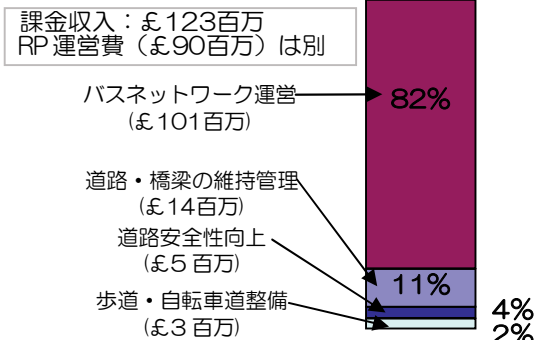 課金収入：￡123百万
RP運営費（￡90百万）は別
バスネットワーク運営
(￡101百万)
82%
道路・橋梁の維持管理
(￡14百万)
11%
道路安全性向上
(￡5百万)
4%
歩道・自転車道整備
(￡3百万)
2%